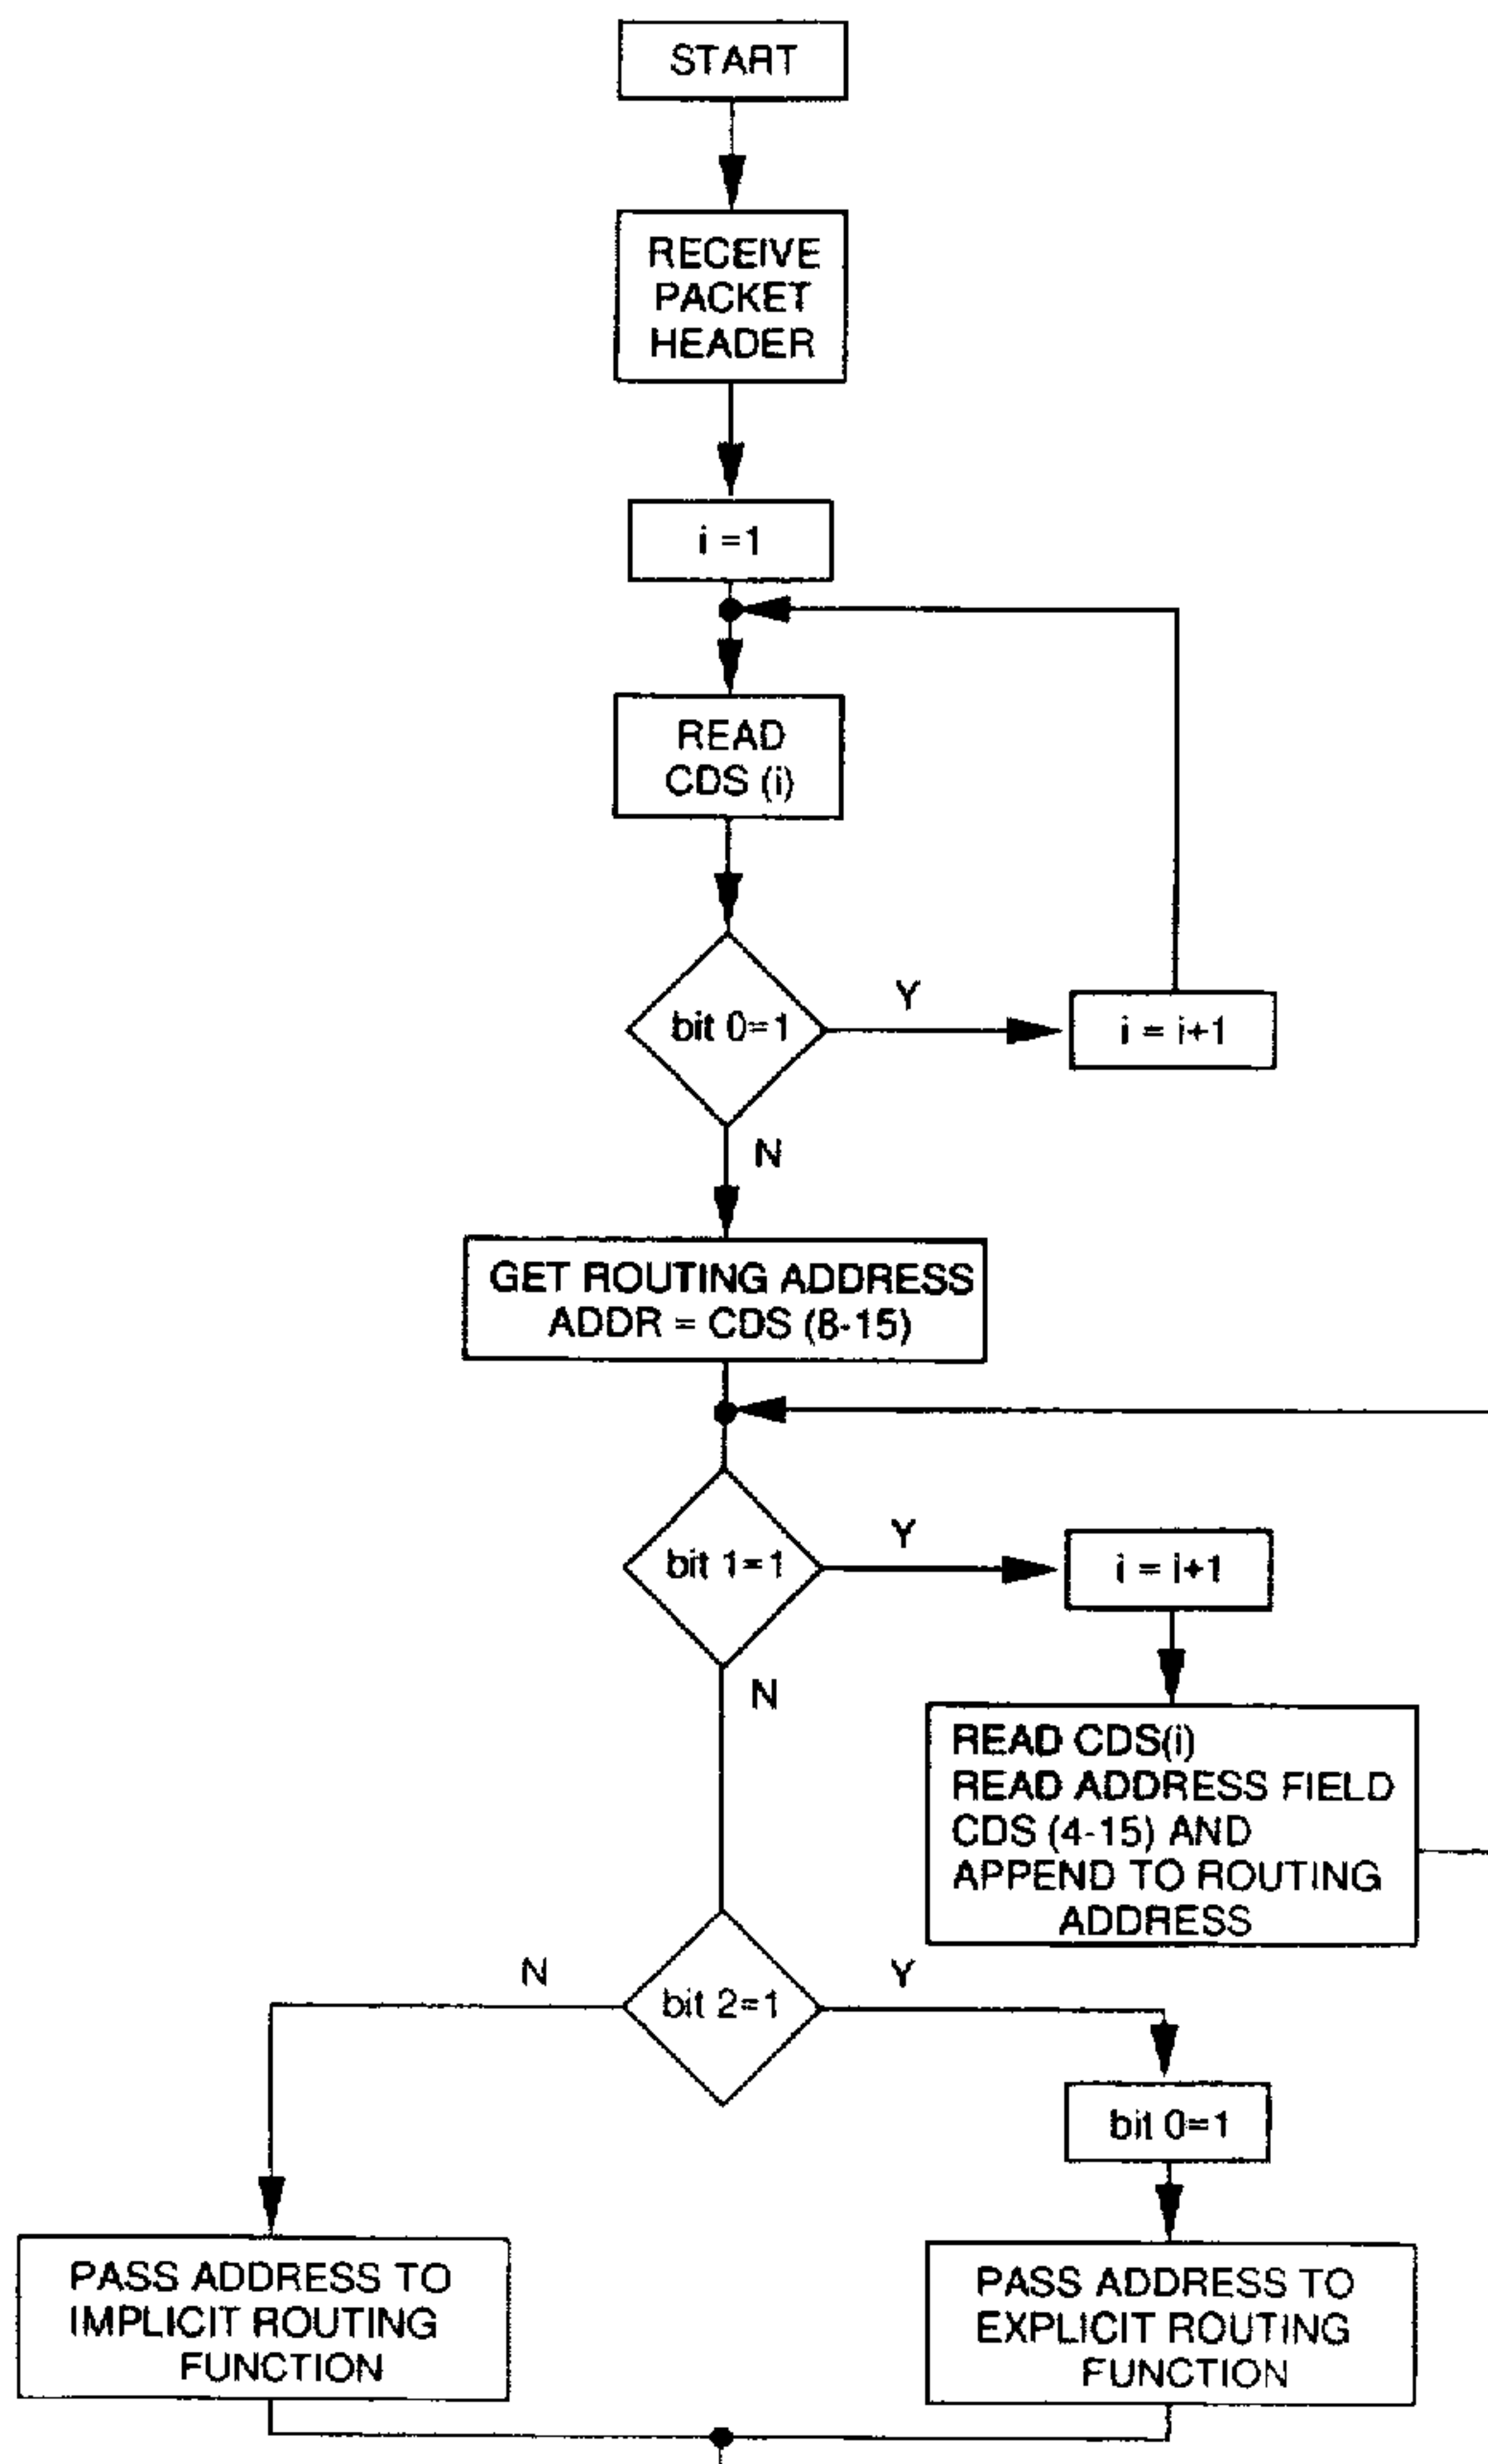 START
RECEIVE
PACKET
HEADER
i =1
READ
CDS (i)
bit 0=1
Y
i = i+1
N
GET ROUTING ADDRESS
ADDR = CDS (8-15)
bit 1=1
Y
i = i+1
N
READ CDS(i)
READ ADDRESS FIELD
CDS (4-15) AND
APPEND TO ROUTING
ADDRESS
N
bit 2=1
Y
bit 0=1
PASS ADDRESS TO
IMPLICIT ROUTING
FUNCTION
PASS ADDRESS TO
EXPLICIT ROUTING
FUNCTION